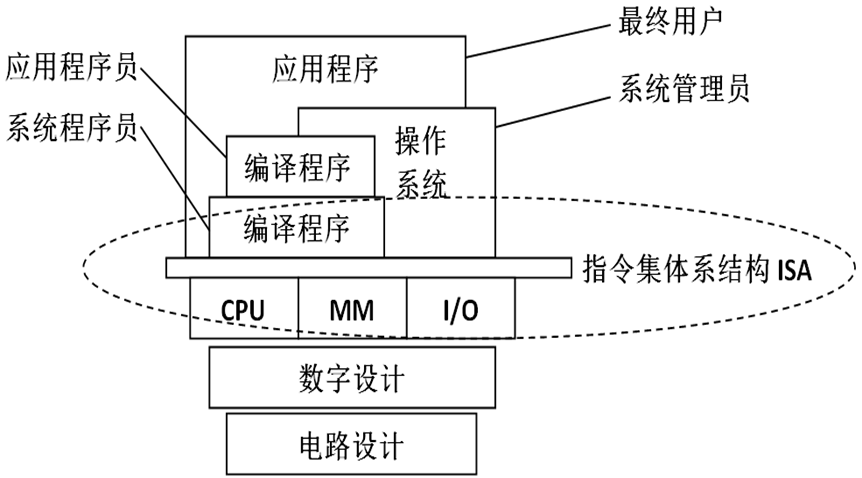 最终用户
应用程序员
应用程序
系统管理员
系统程序员
操作
系统
编译程序
编译程序
指令集体系结构 ISA
CPU
MM
I/O
数字设计
电路设计